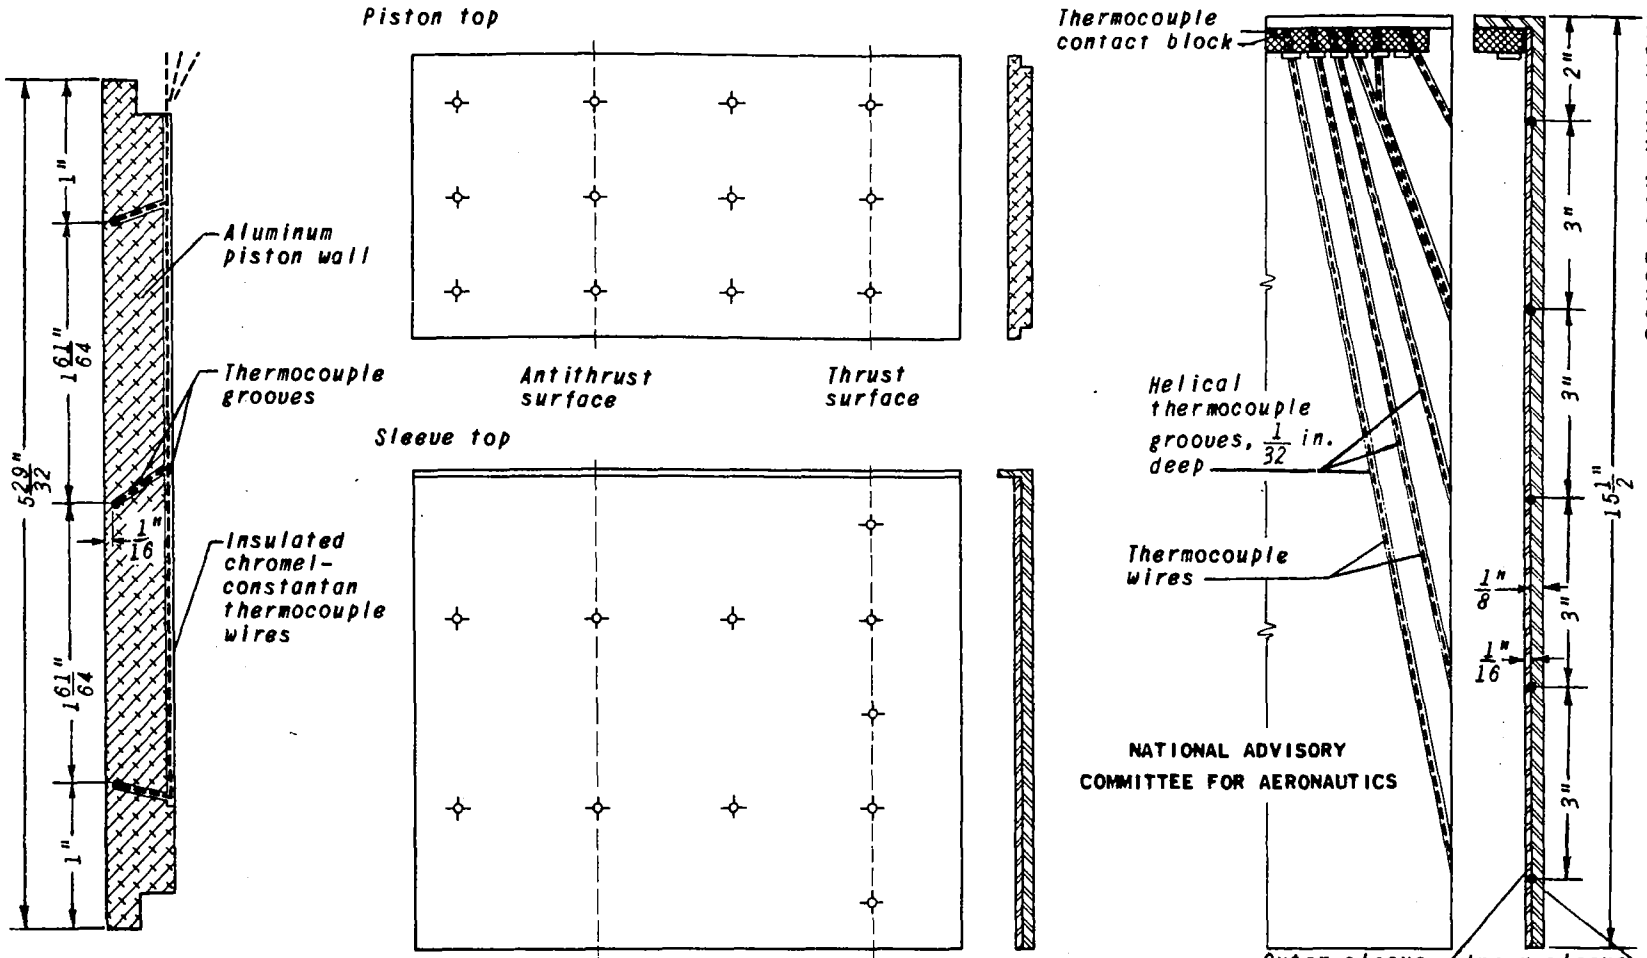 Piston top
Thermocouple
contact block
1"
Aluminum
piston wall
1 61/64"
Thermocouple
grooves
5 29/32"
1/16"
Insulated
chromel-
constantan
thermocouple
wires
1 61/64"
1"
Antithrust
surface
Thrust
surface
Sleeve top
Helical
thermocouple
grooves, 1/32 in.
deep
Thermocouple
wires
NATIONAL ADVISORY
COMMITTEE FOR AERONAUTICS
2"
3"
3"
15 1/2"
1/8"
3"
1/16"
3"